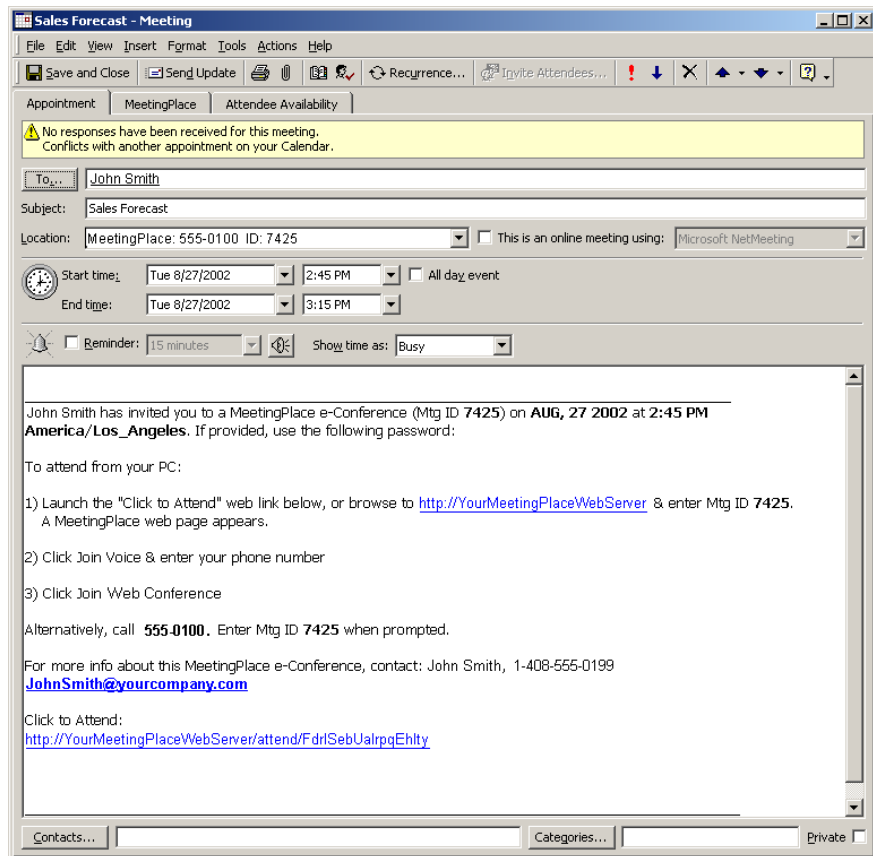 Sales Forecast - Meeting
File Edit View Insert Format Tools Actions Help
Save and Close Send Update Recurrence... Invite Attendees...
Appointment MeetingPlace Attendee Availability
No responses have been received for this meeting.
Conflicts with another appointment on your Calendar.
To... John Smith
Subject: Sales Forecast
Location: MeetingPlace: 555-0100 ID: 7425 This is an online meeting using: Microsoft NetMeeting
Start time: Tue 8/27/2002 2:45 PM All day event
End time: Tue 8/27/2002 3:15 PM
Reminder: 15 minutes Show time as: Busy
John Smith has invited you to a MeetingPlace e-Conference (Mtg ID 7425) on AUG, 27 2002 at 2:45 PM
America/Los_Angeles. If provided, use the following password:
To attend from your PC:
1) Launch the "Click to Attend" web link below, or browse to http://YourMeetingPlaceWebServer & enter Mtg ID 7425.
A MeetingPlace web page appears.
2) Click Join Voice & enter your phone number
3) Click Join Web Conference
Alternatively, call 555-0100. Enter Mtg ID 7425 when prompted.
For more info about this MeetingPlace e-Conference, contact: John Smith, 1-408-555-0199
JohnSmith@yourcompany.com
Click to Attend:
http://YourMeetingPlaceWebServer/attend/FdrlSebUalrpqEhlty
Contacts... Categories... Private